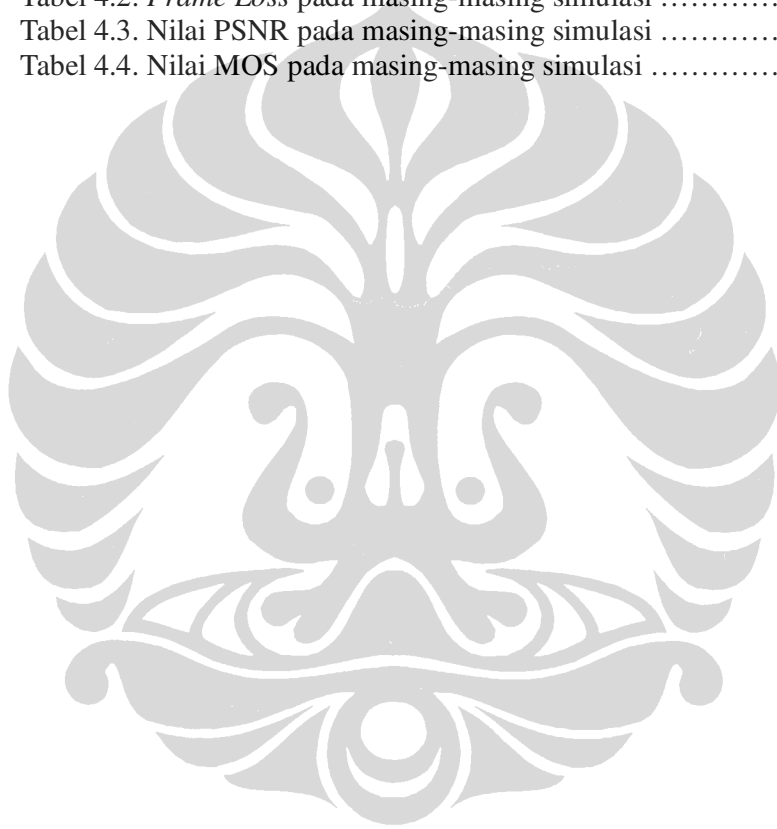 Tabel 4.2. Frame Loss pada masing-masing simulasi ………….
Tabel 4.3. Nilai PSNR pada masing-masing simulasi ………….
Tabel 4.4. Nilai MOS pada masing-masing simulasi …………..